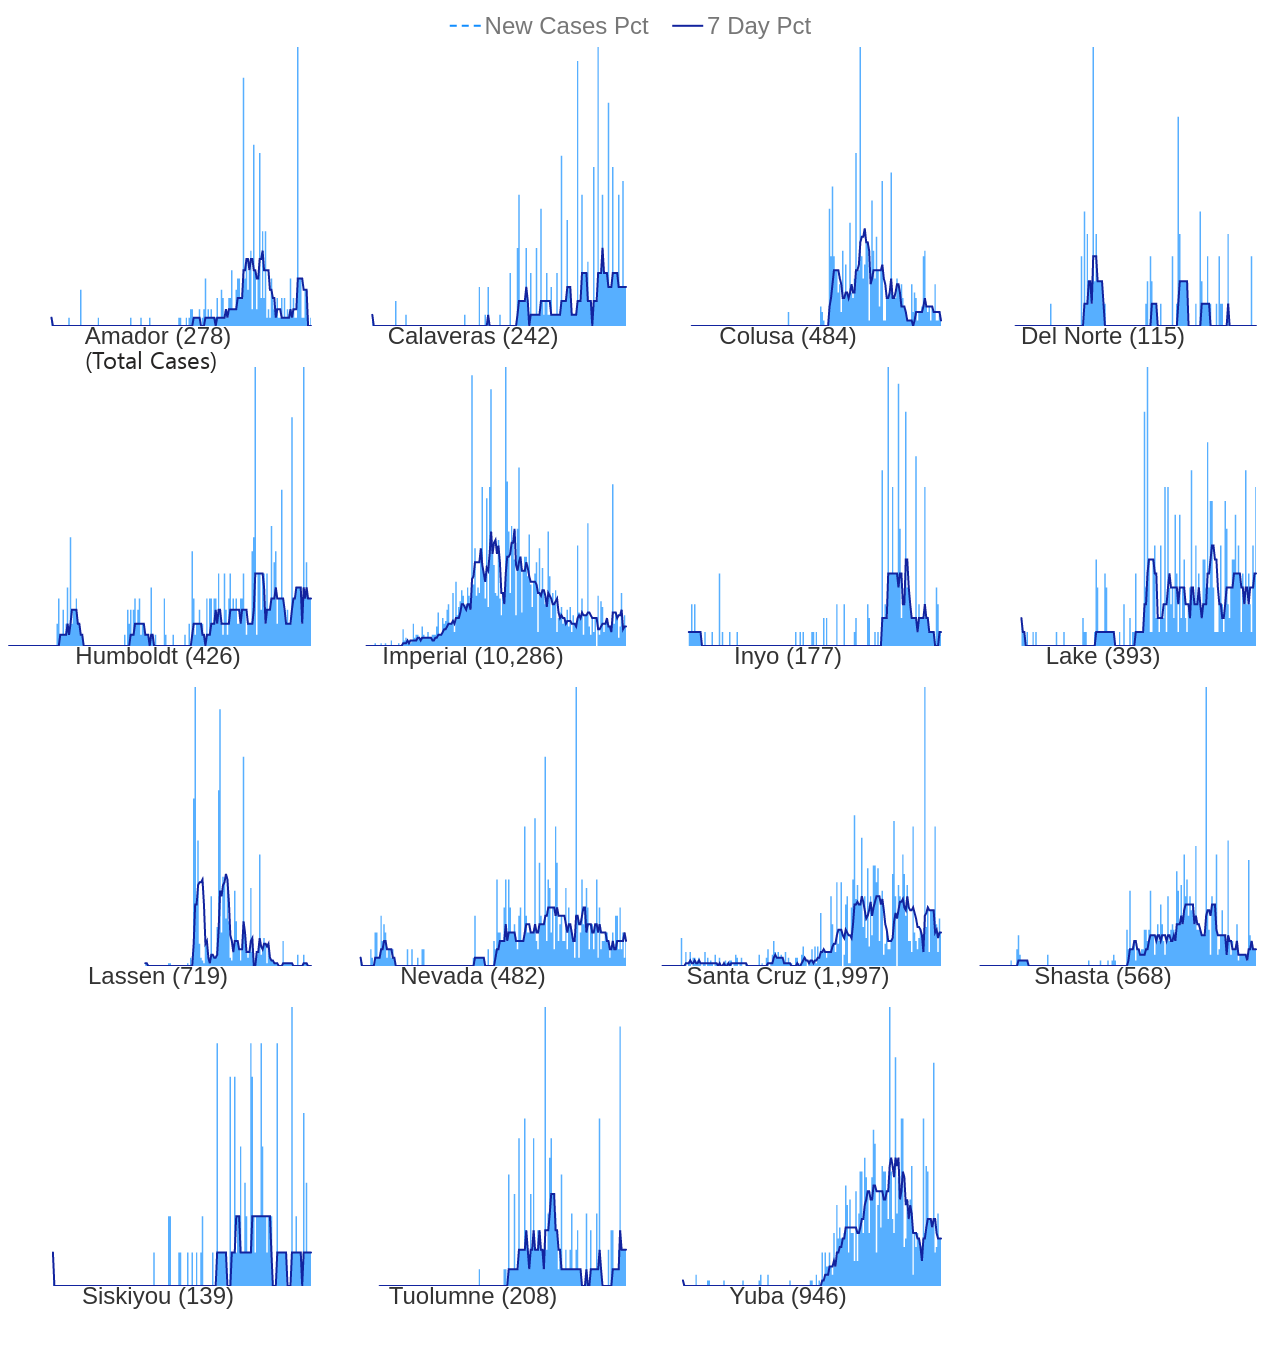 New Cases Pct 7 Day Pct
Amador (278) Calaveras (242) Colusa (484) Del Norte (115)
(Total Cases)
Humboldt (426) Imperial (10,286) Inyo (177) Lake (393)
Lassen (719) Nevada (482) Santa Cruz (1,997) Shasta (568)
Siskiyou (139) Tuolumne (208) Yuba (946)